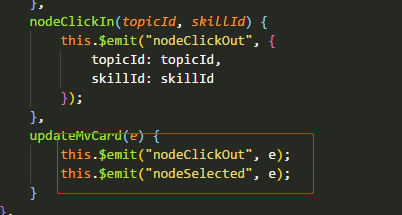 },
nodeClickIn(topicId, skillId) {
this.$emit("nodeClickOut", {
topicId: topicId,
skillId: skillId
});
},
updateMvCard(e) {
this.$emit("nodeClickOut", e);
this.$emit("nodeSelected", e);
}
},